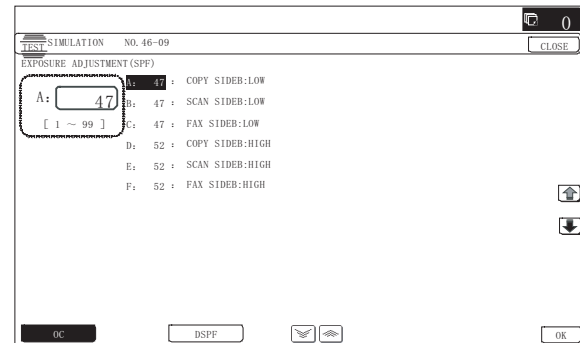 0
TEST SIMULATION NO. 46-09
CLOSE
EXPOSURE ADJUSTMENT(SPF)
A: 47
[ 1 ～ 99 ]
A: 47 : COPY SIDEB:LOW
B: 47 : SCAN SIDEB:LOW
C: 47 : FAX SIDEB:LOW
D: 52 : COPY SIDEB:HIGH
E: 52 : SCAN SIDEB:HIGH
F: 52 : FAX SIDEB:HIGH
OC
DSPF
OK